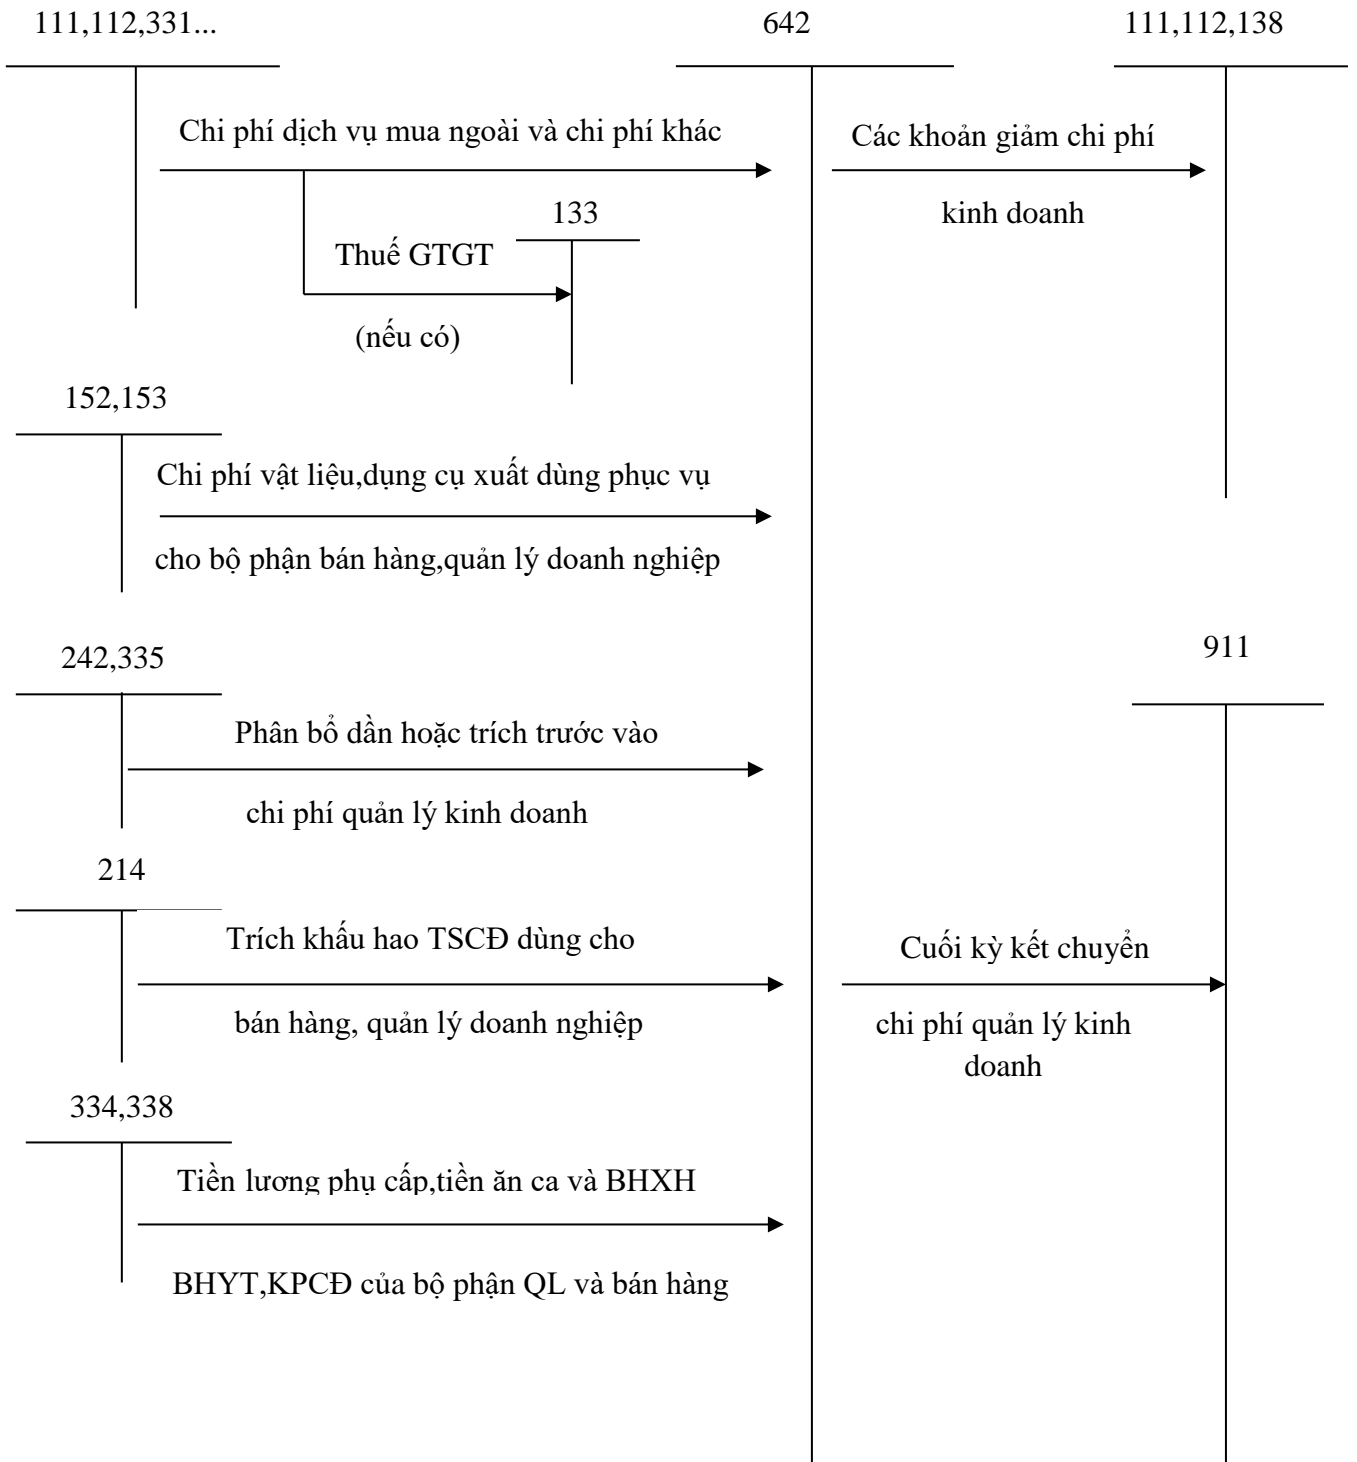 111,112,331...
642
111,112,138
Chi phí dịch vụ mua ngoài và chi phí khác
Các khoản giảm chi phí
kinh doanh
133
Thuế GTGT
(nếu có)
152,153
Chi phí vật liệu,dụng cụ xuất dùng phục vụ
cho bộ phận bán hàng,quản lý doanh nghiệp
242,335
911
Phân bổ dần hoặc trích trước vào
chi phí quản lý kinh doanh
214
Trích khấu hao TSCĐ dùng cho
bán hàng, quản lý doanh nghiệp
Cuối kỳ kết chuyển
chi phí quản lý kinh
doanh
334,338
Tiền lương phụ cấp,tiền ăn ca và BHXH
BHYT,KPCĐ của bộ phận QL và bán hàng